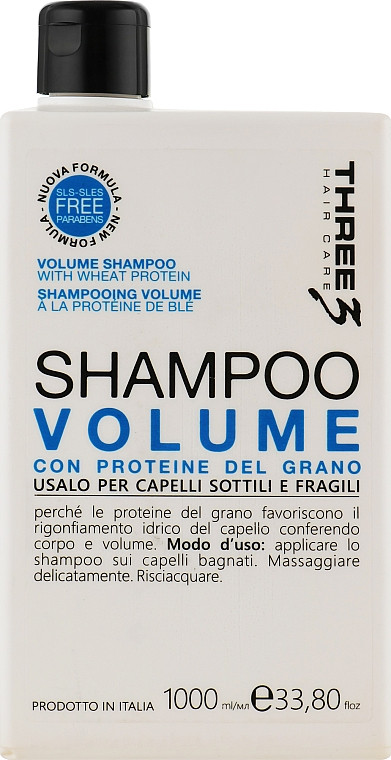 NUOVA FORMULA - NEW FORMULA -
SLS-SLES
FREE
PARABENS
THREE 3
HAIR CARE
VOLUME SHAMPOO
WITH WHEAT PROTEIN
SHAMPOOING VOLUME
À LA PROTÉINE DE BLÉ
SHAMPOO
VOLUME
CON PROTEINE DEL GRANO
USALO PER CAPELLI SOTTILI E FRAGILI
perché le proteine del grano favoriscono il
rigonfiamento idrico del capello conferendo
corpo e volume. Modo d'uso: applicare lo
shampoo sui capelli bagnati. Massaggiare
delicatamente. Risciacquare.
PRODOTTO IN ITALIA 1000 ml/мл ℮ 33,80 floz